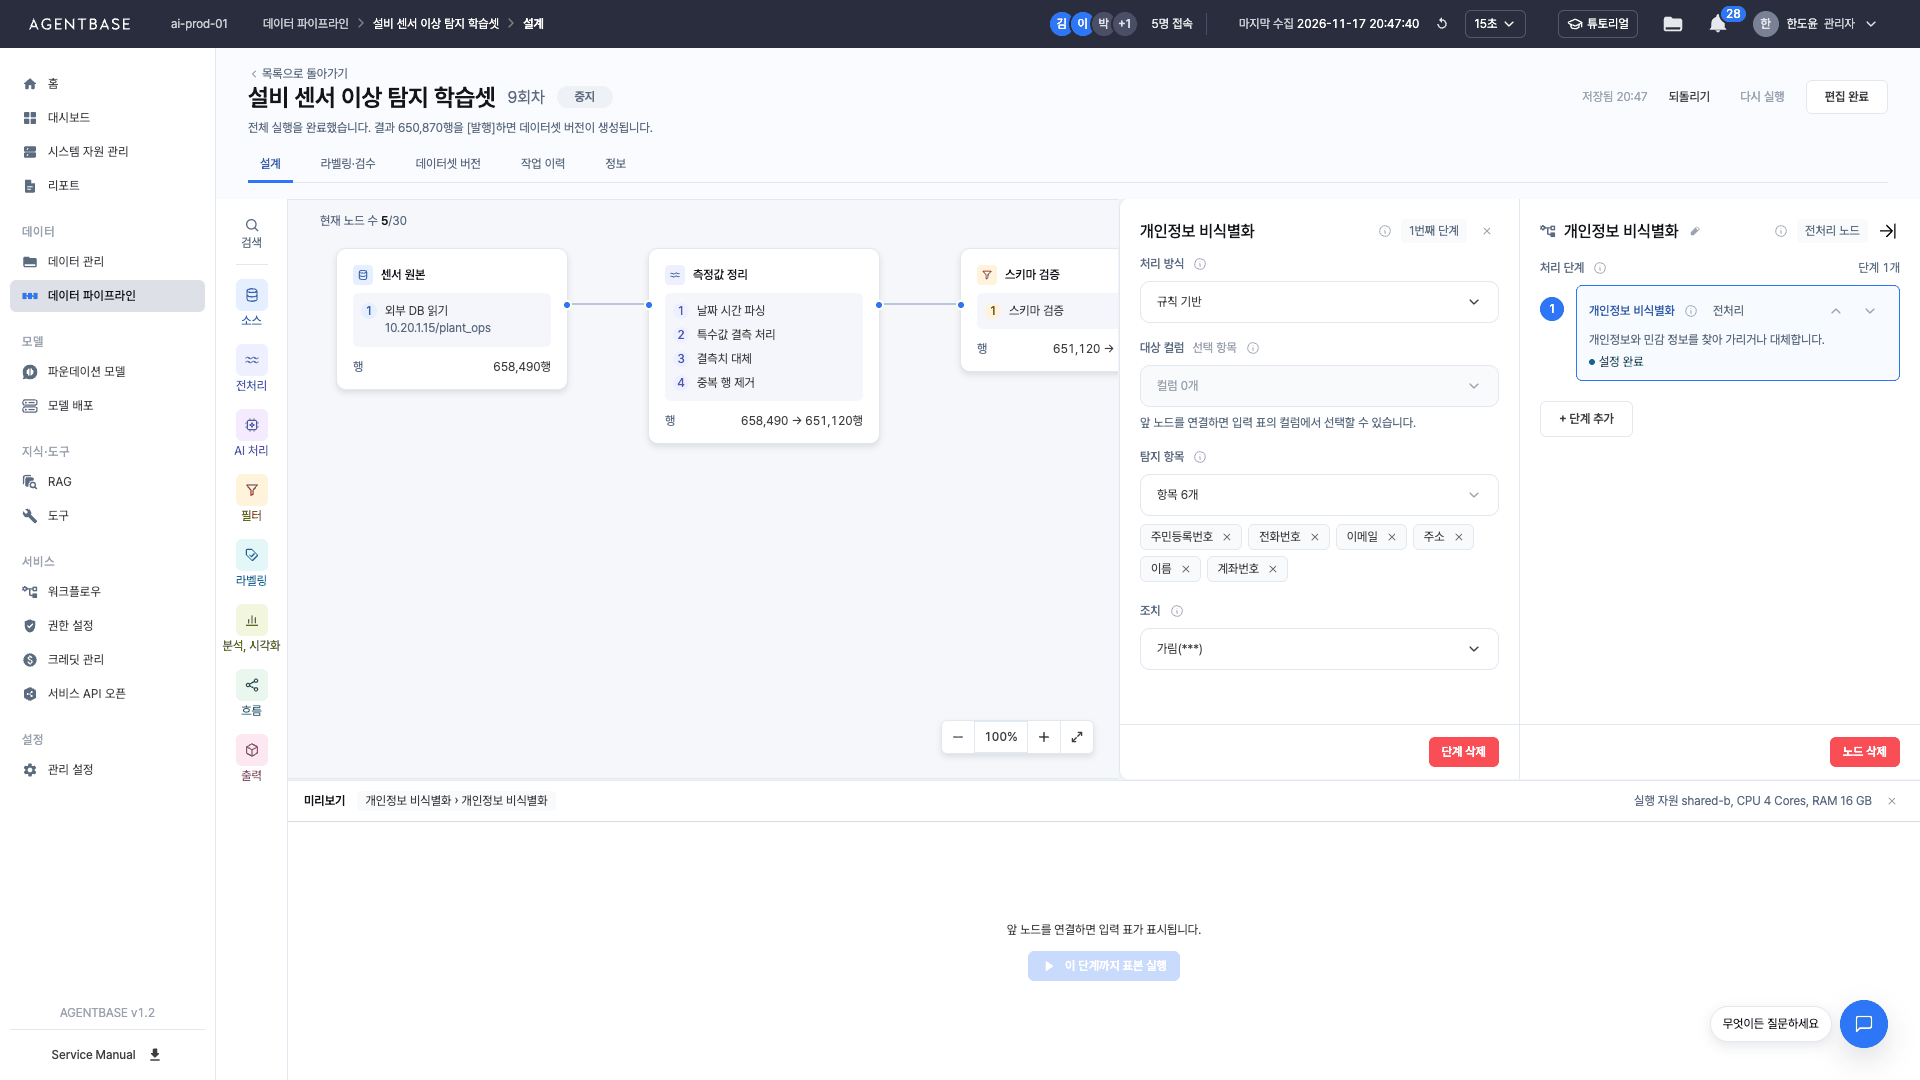 AGENTBASE
ai-prod-01
데이터 파이프라인 > 설비 센서 이상 탐지 학습셋 > 설계
김 이 박 +1
5명 접속
마지막 수집 2026-11-17 20:47:40
15초
튜토리얼
28
한
한도윤 관리자
홈
대시보드
시스템 자원 관리
리포트
데이터
데이터 관리
데이터 파이프라인
모델
파운데이션 모델
모델 배포
지식·도구
RAG
도구
서비스
워크플로우
권한 설정
크레딧 관리
서비스 API 오픈
설정
관리 설정
AGENTBASE v1.2
Service Manual
목록으로 돌아가기
설비 센서 이상 탐지 학습셋 9회차 중지
전체 실행을 완료했습니다. 결과 650,870행을 [발행]하면 데이터셋 버전이 생성됩니다.
저장됨 20:47
되돌리기
다시 실행
편집 완료
설계
라벨링·검수
데이터셋 버전
작업 이력
정보
검색
소스
전처리
AI 처리
필터
라벨링
분석, 시각화
흐름
출력
현재 노드 수 5/30
센서 원본
1 외부 DB 읽기
10.20.1.15/plant_ops
행 658,490행
측정값 정리
1 날짜 시간 파싱
2 특수값 결측 처리
3 결측치 대체
4 중복 행 제거
행 658,490 → 651,120행
스키마 검증
1 스키마 검증
행 651,120 →
100%
개인정보 비식별화
1번째 단계
처리 방식
규칙 기반
대상 컬럼 선택 항목
컬럼 0개
앞 노드를 연결하면 입력 표의 컬럼에서 선택할 수 있습니다.
탐지 항목
항목 6개
주민등록번호 전화번호 이메일 주소
이름 계좌번호
조치
가림(***)
단계 삭제
개인정보 비식별화
전처리 노드
처리 단계
단계 1개
1
개인정보 비식별화 전처리
개인정보와 민감 정보를 찾아 가리거나 대체합니다.
설정 완료
+ 단계 추가
노드 삭제
미리보기
개인정보 비식별화 › 개인정보 비식별화
실행 자원 shared-b, CPU 4 Cores, RAM 16 GB
앞 노드를 연결하면 입력 표가 표시됩니다.
이 단계까지 표본 실행
무엇이든 질문하세요